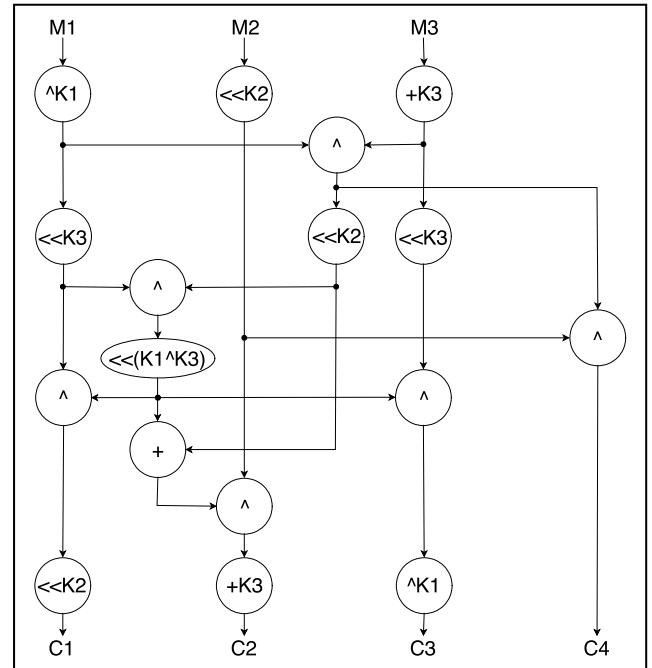 M1 M2 M3
^K1 <<K2 +K3
^
<<K3 <<K2 <<K3
^
^
<<(K1^K3)
^ ^
+
^
<<K2 +K3 ^K1
C1 C2 C3 C4